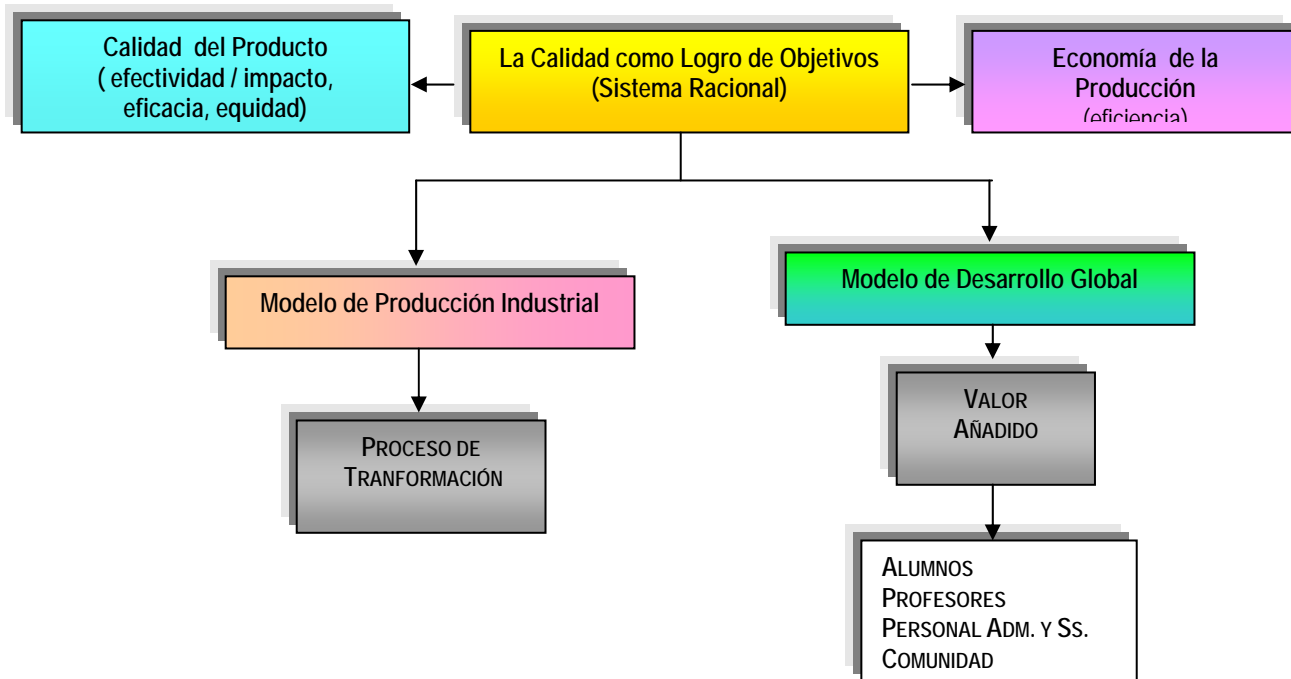 Calidad del Producto
( efectividad / impacto,
eficacia, equidad)
La Calidad como Logro de Objetivos
(Sistema Racional)
Economía de la
Producción
(eficiencia)
Modelo de Producción Industrial
Modelo de Desarrollo Global
PROCESO DE
TRANFORMACIÓN
VALOR
AÑADIDO
ALUMNOS
PROFESORES
PERSONAL ADM. Y SS.
COMUNIDAD